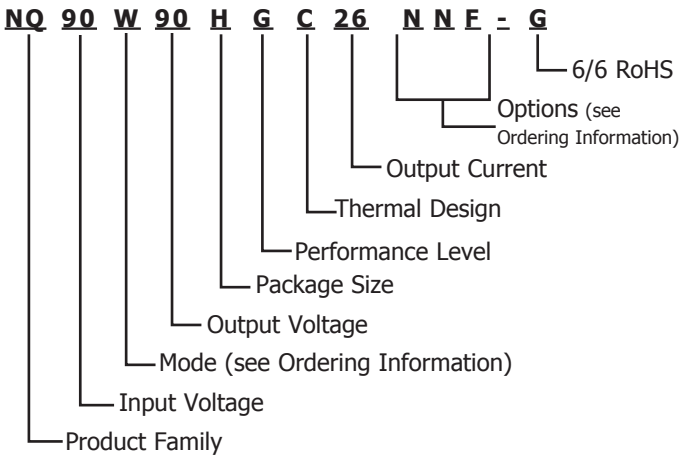 NQ 90 W 90 H G C 26 N N F - G
6/6 RoHS
Options (see
Ordering Information)
Output Current
Thermal Design
Performance Level
Package Size
Output Voltage
Mode (see Ordering Information)
Input Voltage
Product Family